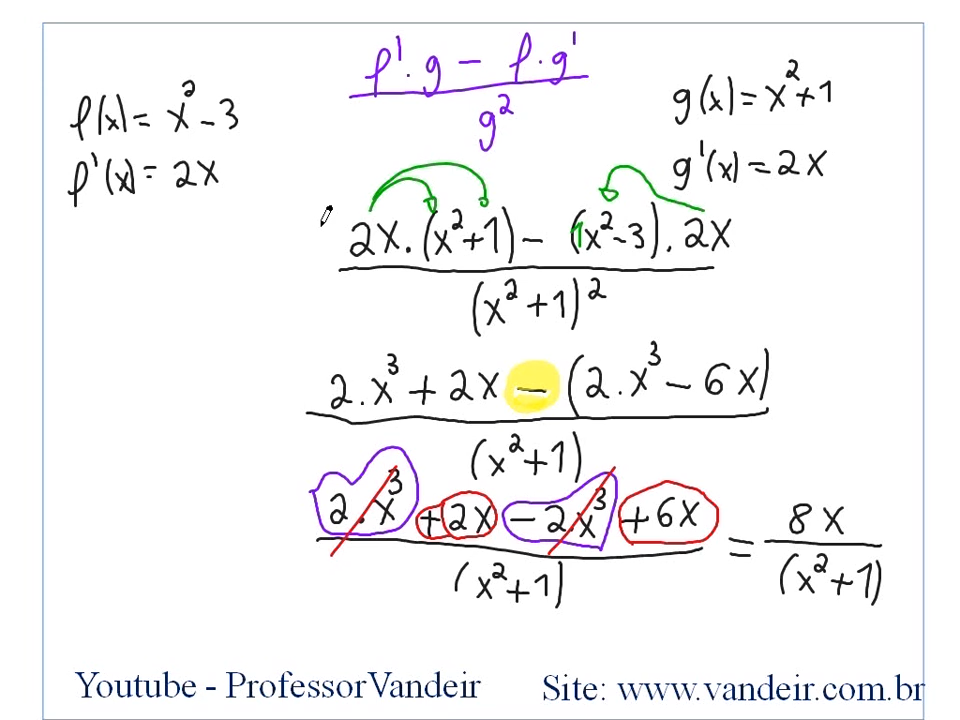 f'·g − f·g'
g²
f(x) = x² − 3
g(x) = x² + 1
f'(x) = 2x
g'(x) = 2x
2x.(x²+1) − (1x²−3).2x
(x²+1)²
2.x³ + 2x − (2.x³ − 6x)
(x²+1)
2.x³ +2x −2x³ +6x = 8x
(x²+1) (x²+1)
Youtube - ProfessorVandeir
Site: www.vandeir.com.br